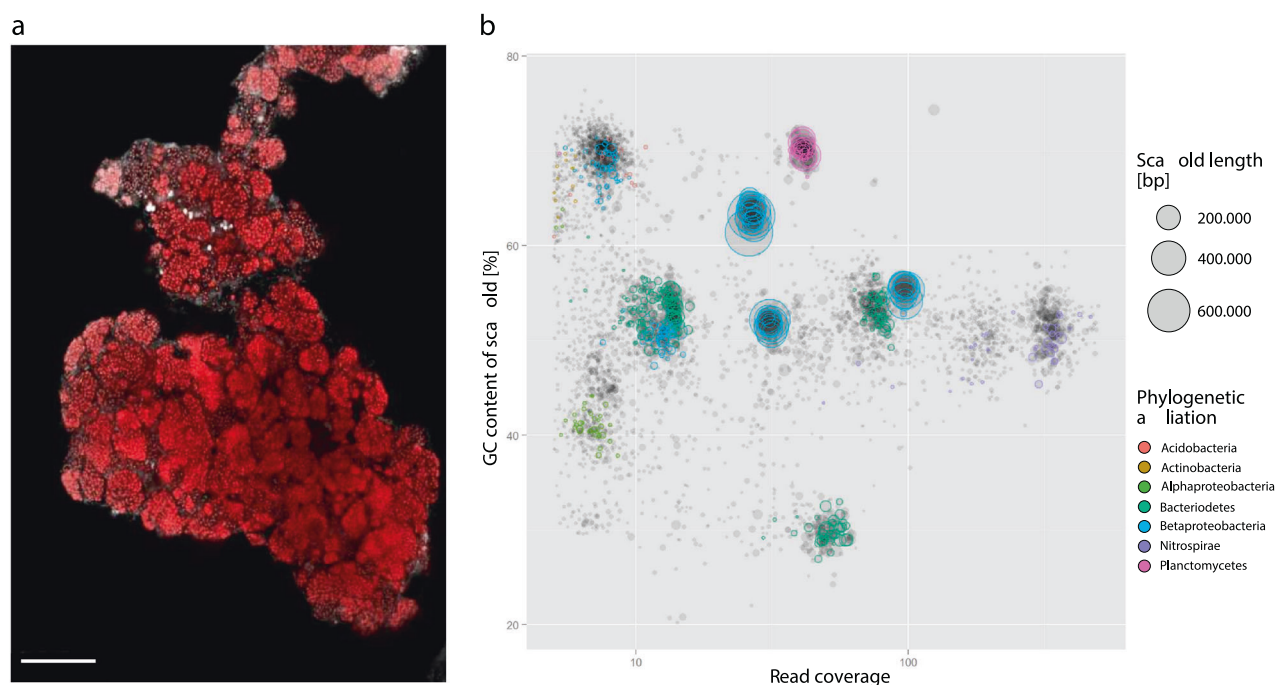 a
b
80
60
40
20
GC content of sca old [%]
10
100
Read coverage
Sca old length
[bp]
200.000
400.000
600.000
Phylogenetic
a liation
Acidobacteria
Actinobacteria
Alphaproteobacteria
Bacteriodetes
Betaproteobacteria
Nitrospirae
Planctomycetes